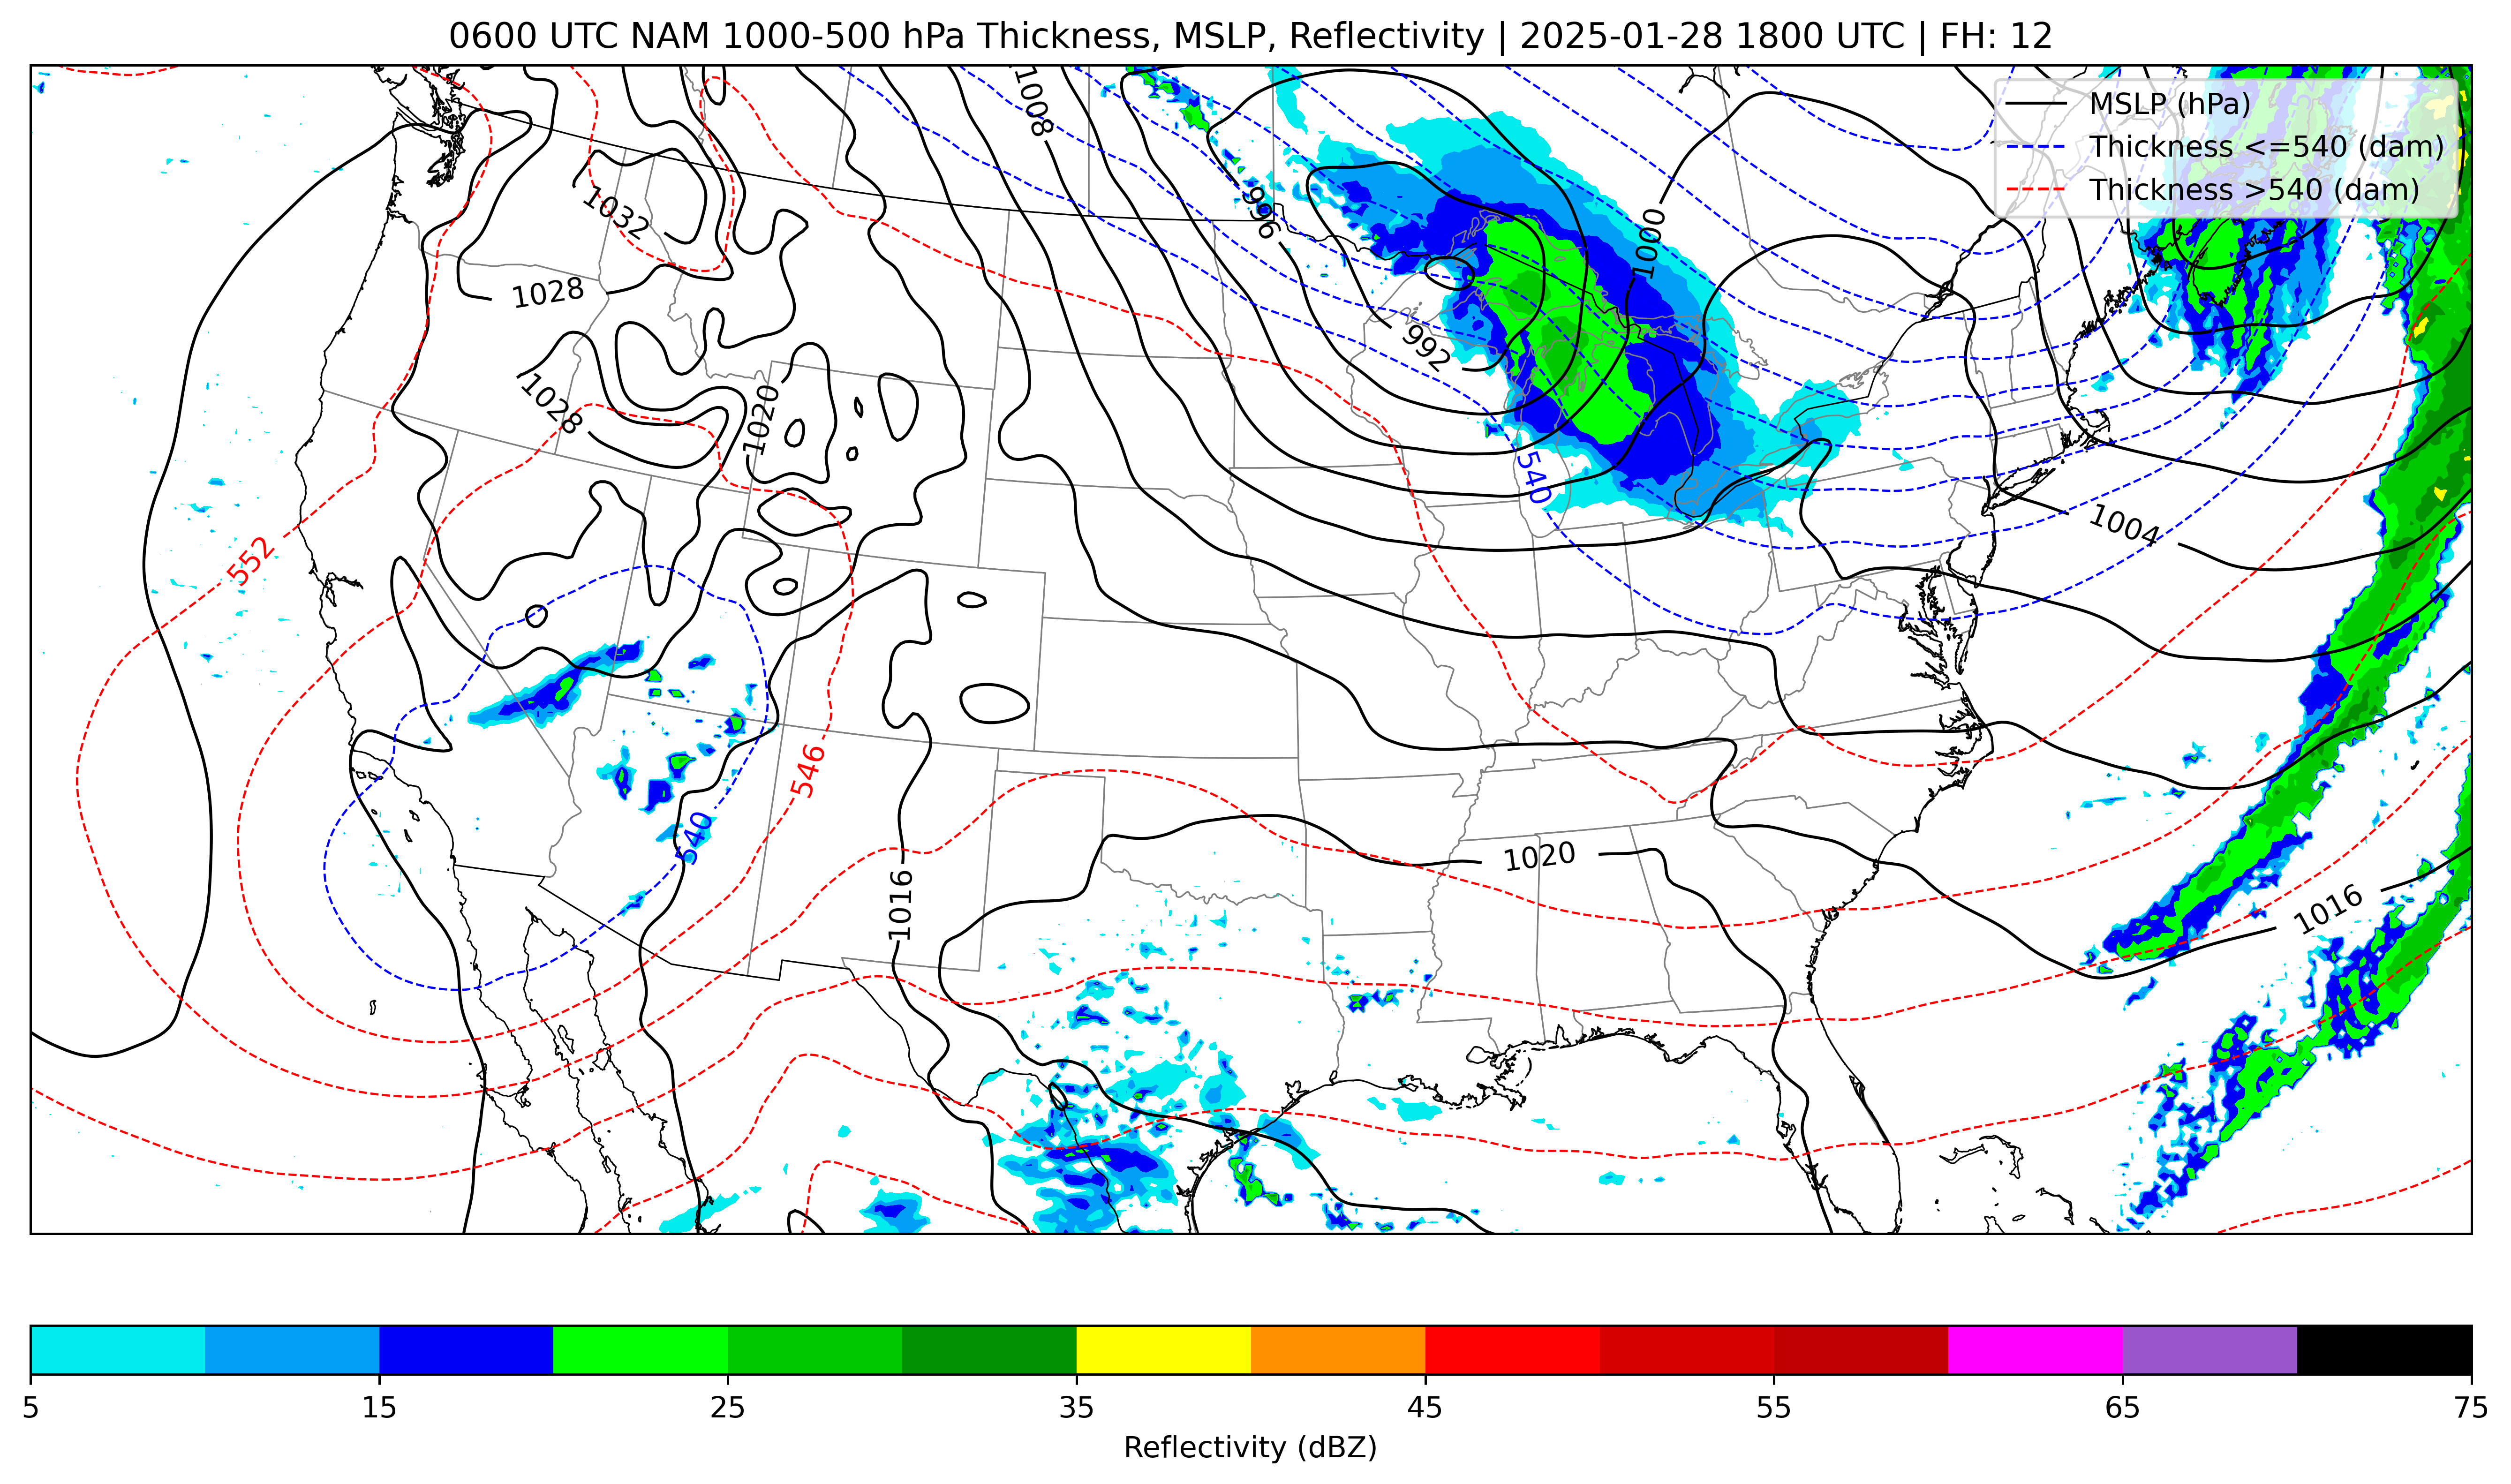 0600 UTC NAM 1000-500 hPa Thickness, MSLP, Reflectivity | 2025-01-28 1800 UTC | FH: 12
MSLP (hPa)
Thickness <=540 (dam)
Thickness >540 (dam)
1008
1032
996
1000
1028
992
1028
1020
540
1004
552
546
540
1020
1016
1016
5 15 25 35 45 55 65 75
Reflectivity (dBZ)